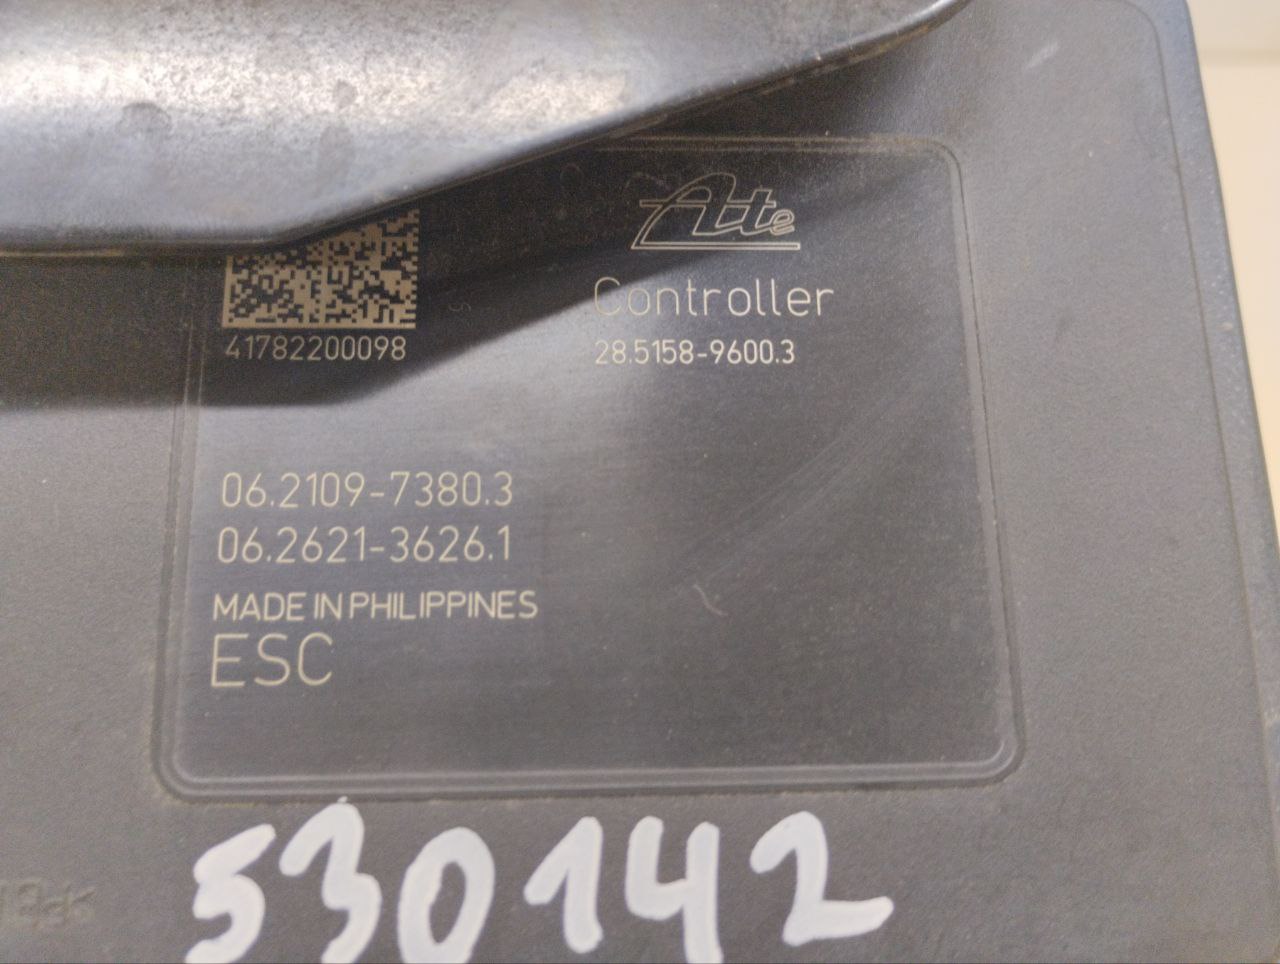 Ate
Controller
41782200098
28.5158-9600.3
06.2109-7380.3
06.2621-3626.1
MADE IN PHILIPPINES
ESC
530142